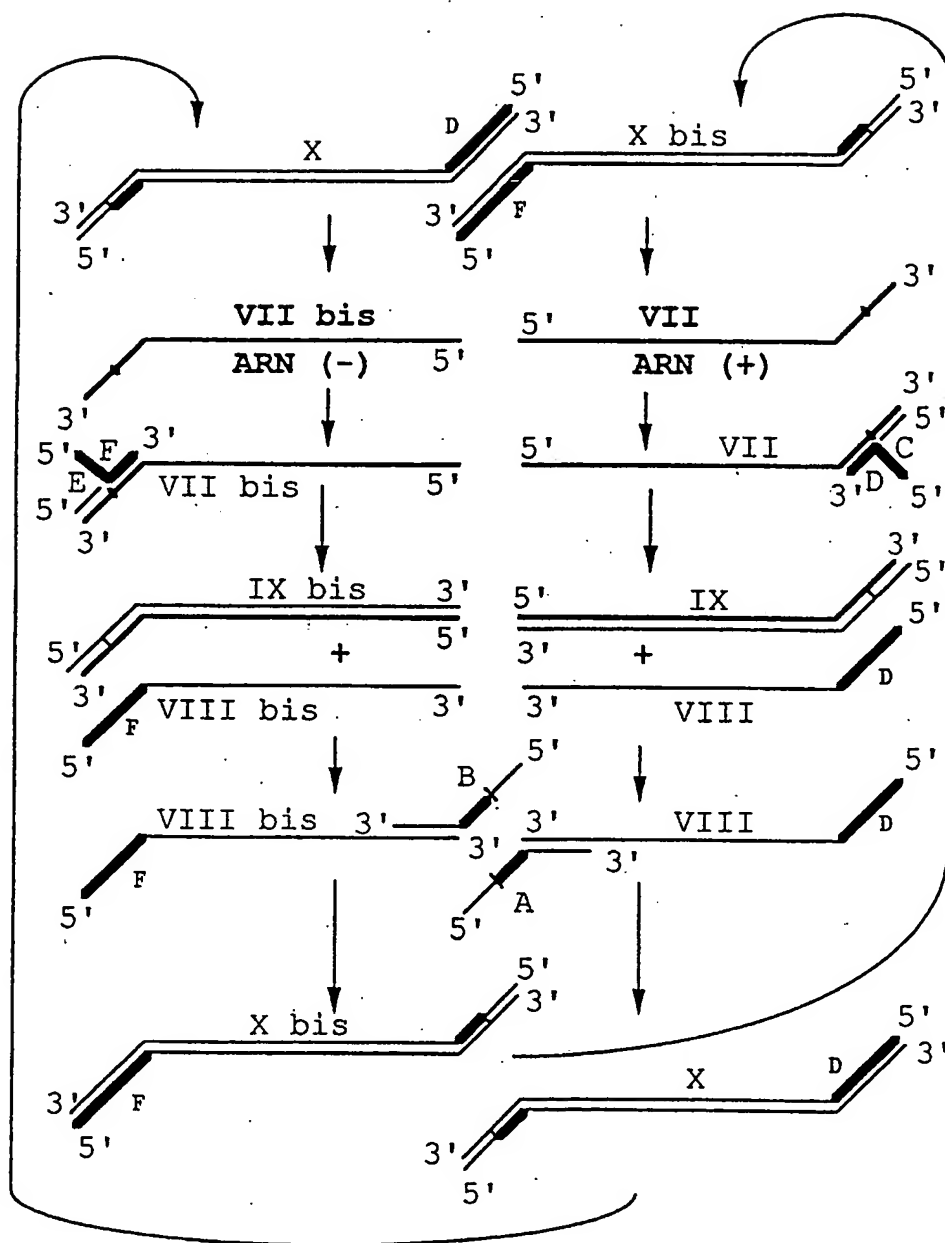 5' 5'
D 3' 3'
X X bis
3' 3' F
5' 5'
3'
VII bis 5' VII
ARN (-) 5' ARN (+)
3' 3'
5' F 3' 5' VII 5'
E VII bis 5' C
5' 3' D
3' 5'
3'
IX bis 3' 5' IX 5'
5' + 5' 3' + 5'
3' D
F VIII bis 3' 3' VIII
5'
5' 5'
B
VIII bis 3' 3' VIII D
3' 3'
F A
5' 5'
5'
3'
X bis 5'
D
3' F X 3'
5'
3'
5'